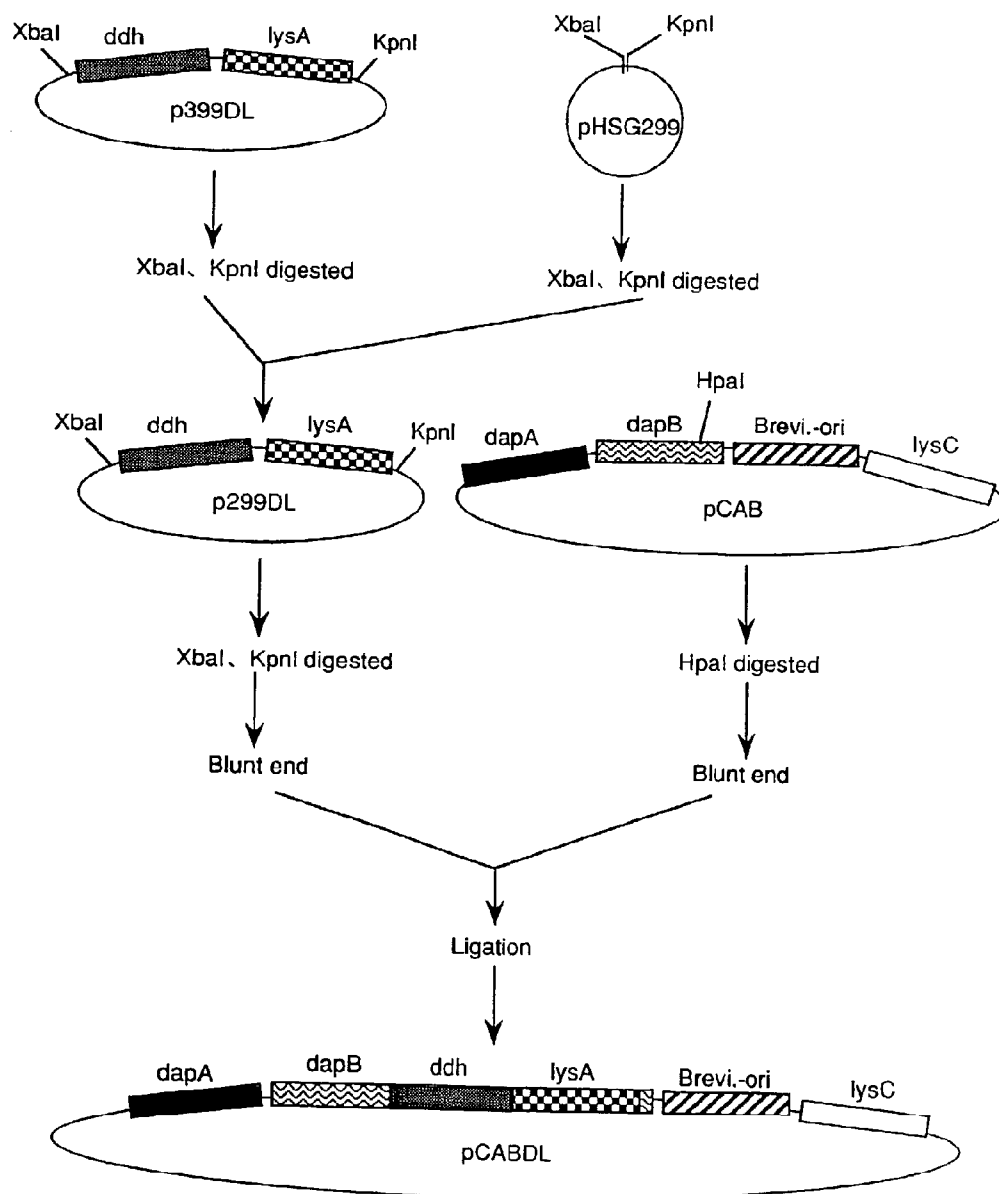 XbaI
ddh
lysA
KpnI
p399DL
XbaI
KpnI
pHSG299
XbaI、KpnI digested
XbaI、KpnI digested
XbaI
ddh
lysA
KpnI
p299DL
HpaI
dapA
dapB
Brevi.-ori
lysC
pCAB
XbaI、KpnI digested
HpaI digested
Blunt end
Blunt end
Ligation
dapA
dapB
ddh
lysA
Brevi.-ori
lysC
pCABDL